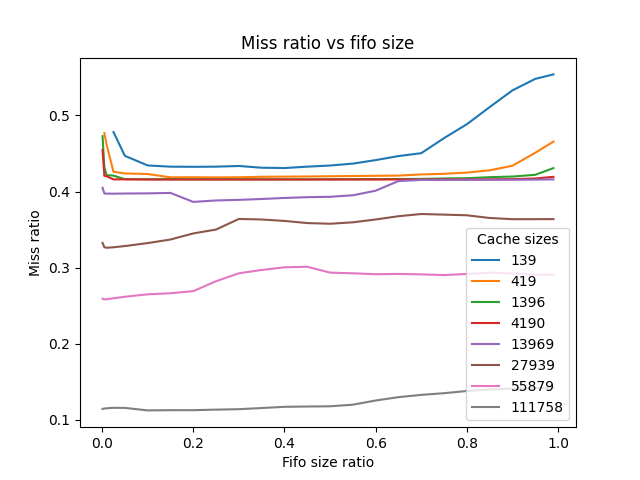 Miss ratio vs fifo size
Miss ratio
0.5
0.4
0.3
0.2
0.1
Cache sizes
139
419
1396
4190
13969
27939
55879
111758
0.0 0.2 0.4 0.6 0.8 1.0
Fifo size ratio